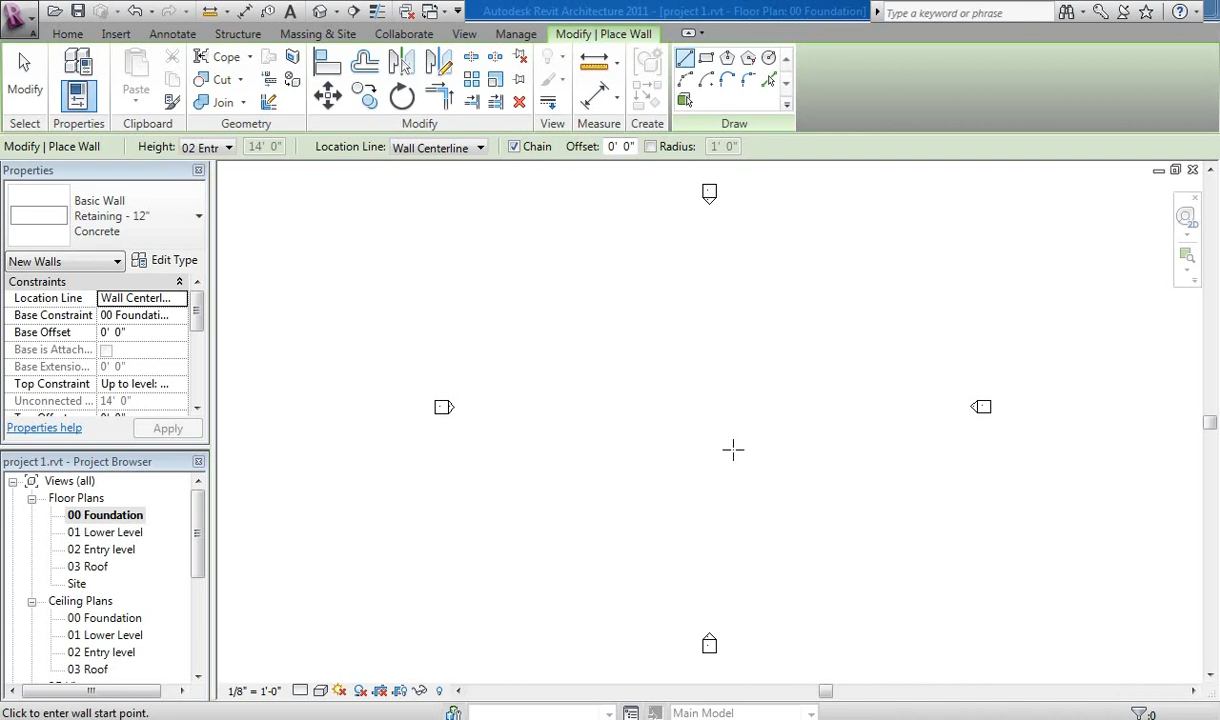 Autodesk Revit Architecture 2011 - [project 1.rvt - Floor Plan: 00 Foundation]
Type a keyword or phrase
Home Insert Annotate Structure Massing & Site Collaborate View Manage Modify | Place Wall
Modify
Paste
Cope
Cut
Join
Select Properties Clipboard Geometry Modify View Measure Create Draw
Modify | Place Wall Height: 02 Entr 14' 0" Location Line: Wall Centerline Chain Offset: 0' 0" Radius: 1' 0"
Properties
Basic Wall
Retaining - 12"
Concrete
New Walls Edit Type
Constraints
Location Line Wall Centerl...
Base Constraint 00 Foundati...
Base Offset 0' 0"
Base is Attach...
Base Extensio... 0' 0"
Top Constraint Up to level: ...
Unconnected ... 14' 0"
Properties help Apply
project 1.rvt - Project Browser
Views (all)
Floor Plans
00 Foundation
01 Lower Level
02 Entry level
03 Roof
Site
Ceiling Plans
00 Foundation
01 Lower Level
02 Entry level
03 Roof
2D
1/8" = 1'-0"
Click to enter wall start point.
Main Model
:0